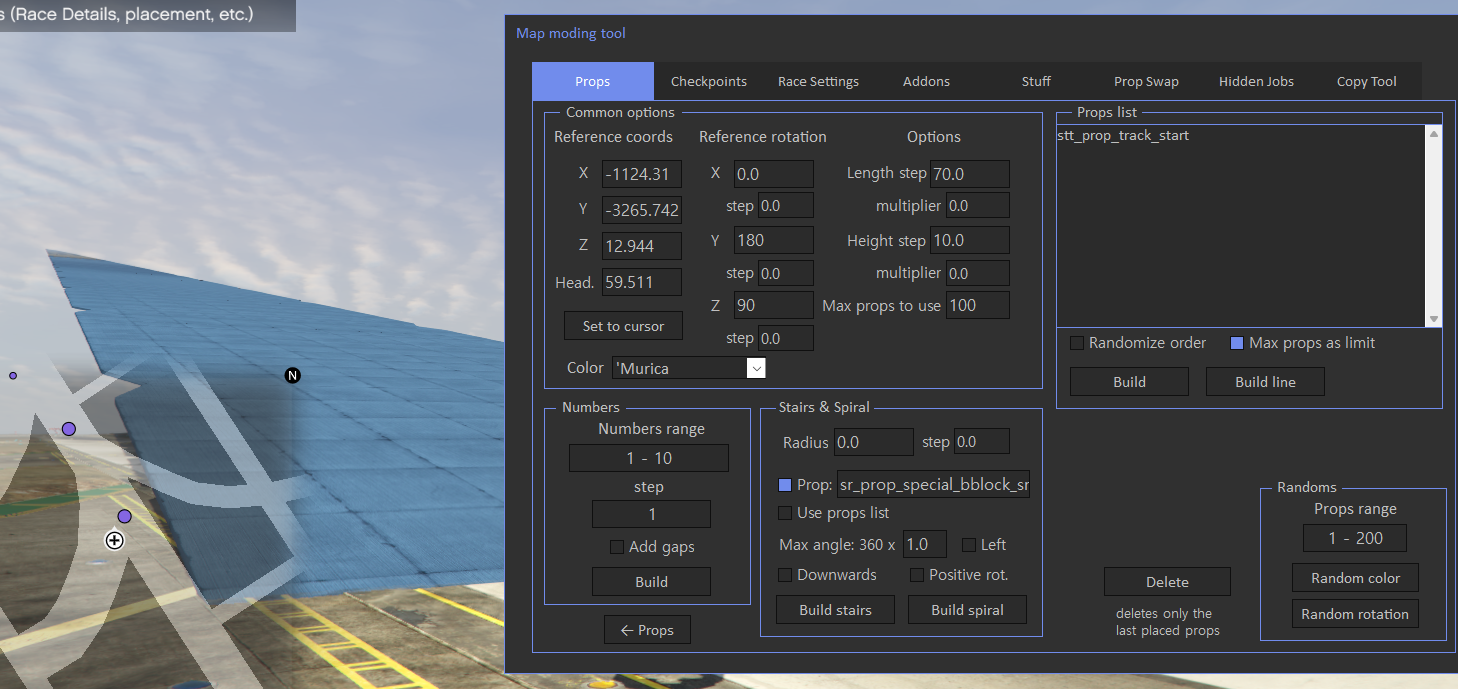 s (Race Details, placement, etc.)
Map moding tool
Props Checkpoints Race Settings Addons Stuff Prop Swap Hidden Jobs Copy Tool
Common options
Reference coords Reference rotation Options
X -1124.31 X 0.0 Length step 70.0
step 0.0 multiplier 0.0
Y -3265.742
Y 180 Height step 10.0
Z 12.944
step 0.0 multiplier 0.0
Head. 59.511
Z 90 Max props to use 100
Set to cursor
step 0.0
Color 'Murica
Props list
stt_prop_track_start
Randomize order Max props as limit
Build Build line
Numbers
Numbers range
1 - 10
step
1
Add gaps
Build
← Props
Stairs & Spiral
Radius 0.0 step 0.0
Prop: sr_prop_special_bblock_sr
Use props list
Max angle: 360 x 1.0 Left
Downwards Positive rot.
Build stairs Build spiral
Delete
deletes only the
last placed props
Randoms
Props range
1 - 200
Random color
Random rotation
N